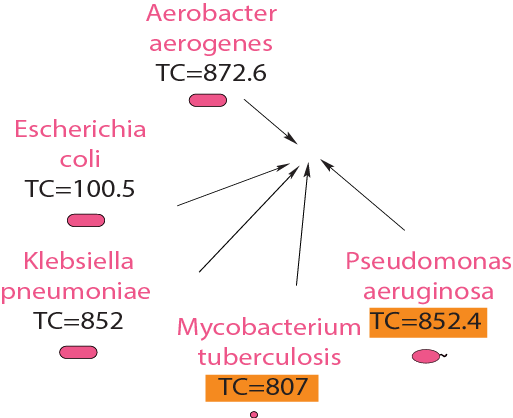 Aerobacter
aerogenes
TC=872.6
Escherichia
coli
TC=100.5
Klebsiella
pneumoniae
TC=852
Mycobacterium
tuberculosis
TC=807
Pseudomonas
aeruginosa
TC=852.4